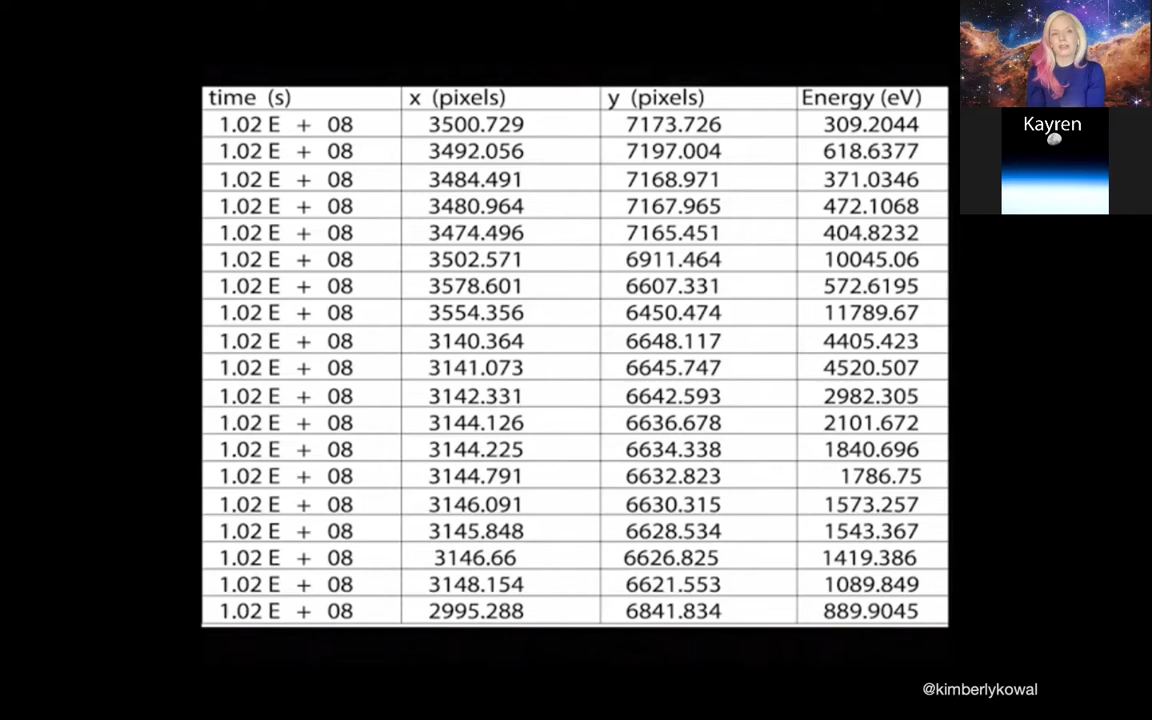 time (s) x (pixels) y (pixels) Energy (eV)
1.02 E + 08 3500.729 7173.726 309.2044
1.02 E + 08 3492.056 7197.004 618.6377
1.02 E + 08 3484.491 7168.971 371.0346
1.02 E + 08 3480.964 7167.965 472.1068
1.02 E + 08 3474.496 7165.451 404.8232
1.02 E + 08 3502.571 6911.464 10045.06
1.02 E + 08 3578.601 6607.331 572.6195
1.02 E + 08 3554.356 6450.474 11789.67
1.02 E + 08 3140.364 6648.117 4405.423
1.02 E + 08 3141.073 6645.747 4520.507
1.02 E + 08 3142.331 6642.593 2982.305
1.02 E + 08 3144.126 6636.678 2101.672
1.02 E + 08 3144.225 6634.338 1840.696
1.02 E + 08 3144.791 6632.823 1786.75
1.02 E + 08 3146.091 6630.315 1573.257
1.02 E + 08 3145.848 6628.534 1543.367
1.02 E + 08 3146.66 6626.825 1419.386
1.02 E + 08 3148.154 6621.553 1089.849
1.02 E + 08 2995.288 6841.834 889.9045
Kayren
@kimberlykowal